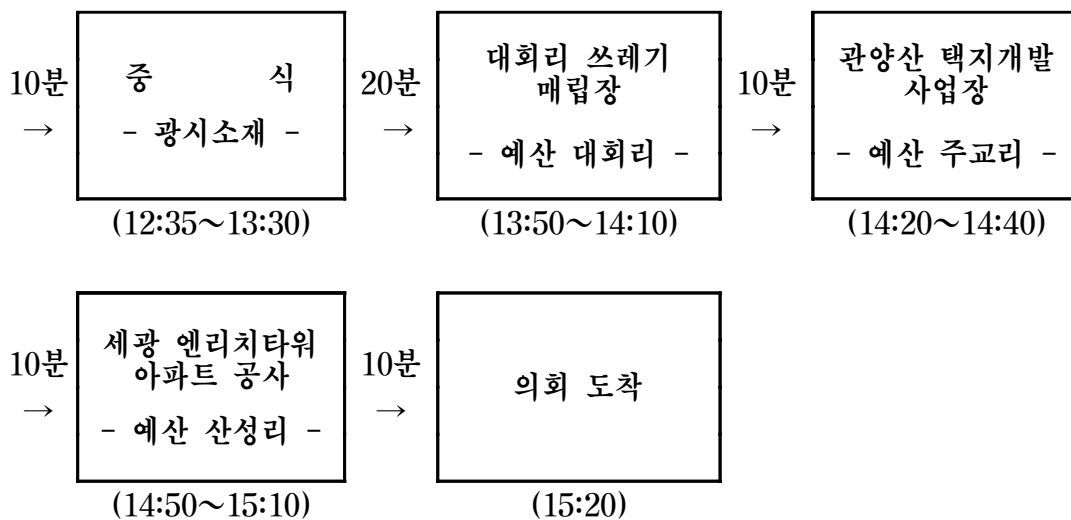 10분
→
중 식
- 광시소재 -
(12:35～13:30)
20분
→
대회리 쓰레기
매립장
- 예산 대회리 -
(13:50～14:10)
10분
→
관양산 택지개발
사업장
- 예산 주교리 -
(14:20～14:40)
10분
→
세광 엔리치타워
아파트 공사
- 예산 산성리 -
(14:50～15:10)
10분
→
의회 도착
(15:20)